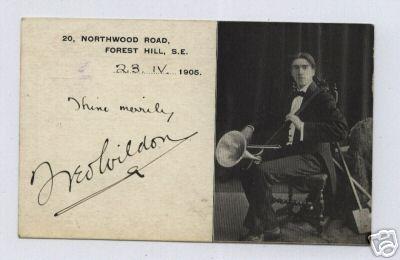 20, NORTHWOOD ROAD,
FOREST HILL, S.E.
23. IV. 1905.
Thine merrily
Fred Wildon